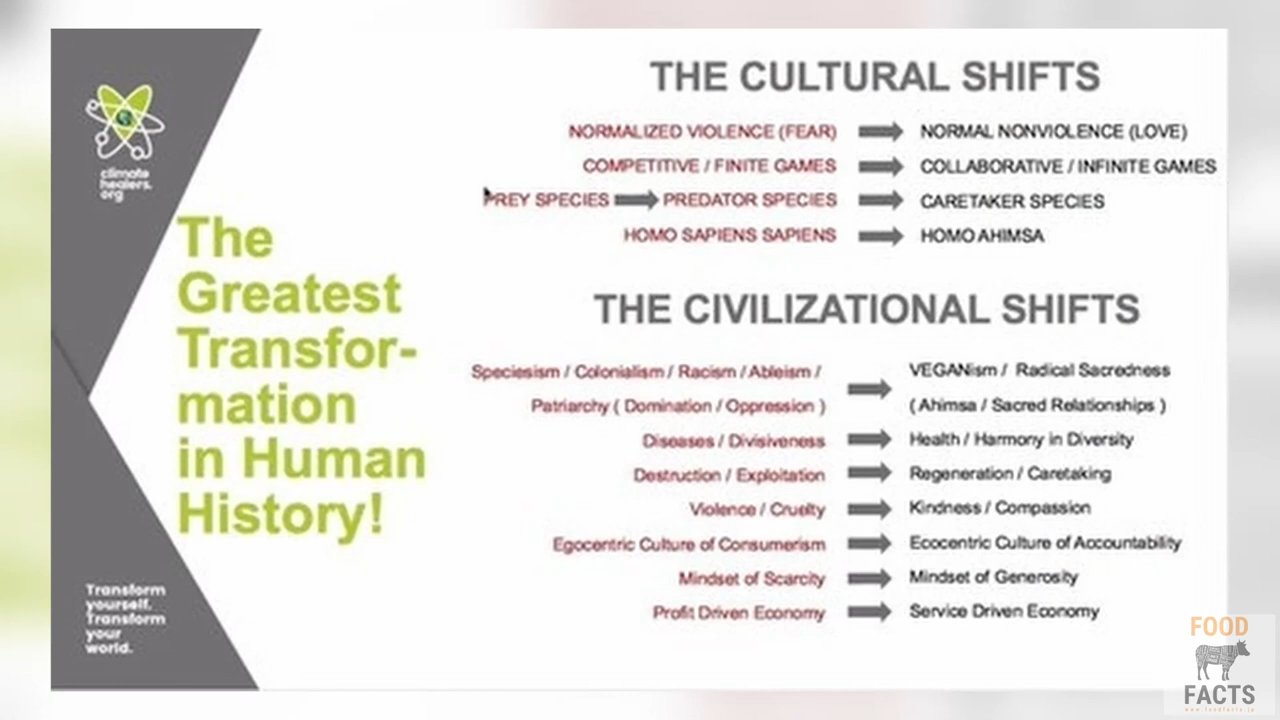 climate
healers.
org
The
Greatest
Transfor-
mation
in Human
History!
Transform
yourself.
Transform
your
world.
THE CULTURAL SHIFTS
NORMALIZED VIOLENCE (FEAR) NORMAL NONVIOLENCE (LOVE)
COMPETITIVE / FINITE GAMES COLLABORATIVE / INFINITE GAMES
PREY SPECIES PREDATOR SPECIES CARETAKER SPECIES
HOMO SAPIENS SAPIENS HOMO AHIMSA
THE CIVILIZATIONAL SHIFTS
Speciesism / Colonialism / Racism / Ableism / VEGANism / Radical Sacredness
Patriarchy ( Domination / Oppression ) ( Ahimsa / Sacred Relationships )
Diseases / Divisiveness Health / Harmony in Diversity
Destruction / Exploitation Regeneration / Caretaking
Violence / Cruelty Kindness / Compassion
Egocentric Culture of Consumerism Ecocentric Culture of Accountability
Mindset of Scarcity Mindset of Generosity
Profit Driven Economy Service Driven Economy
FOOD
FACTS